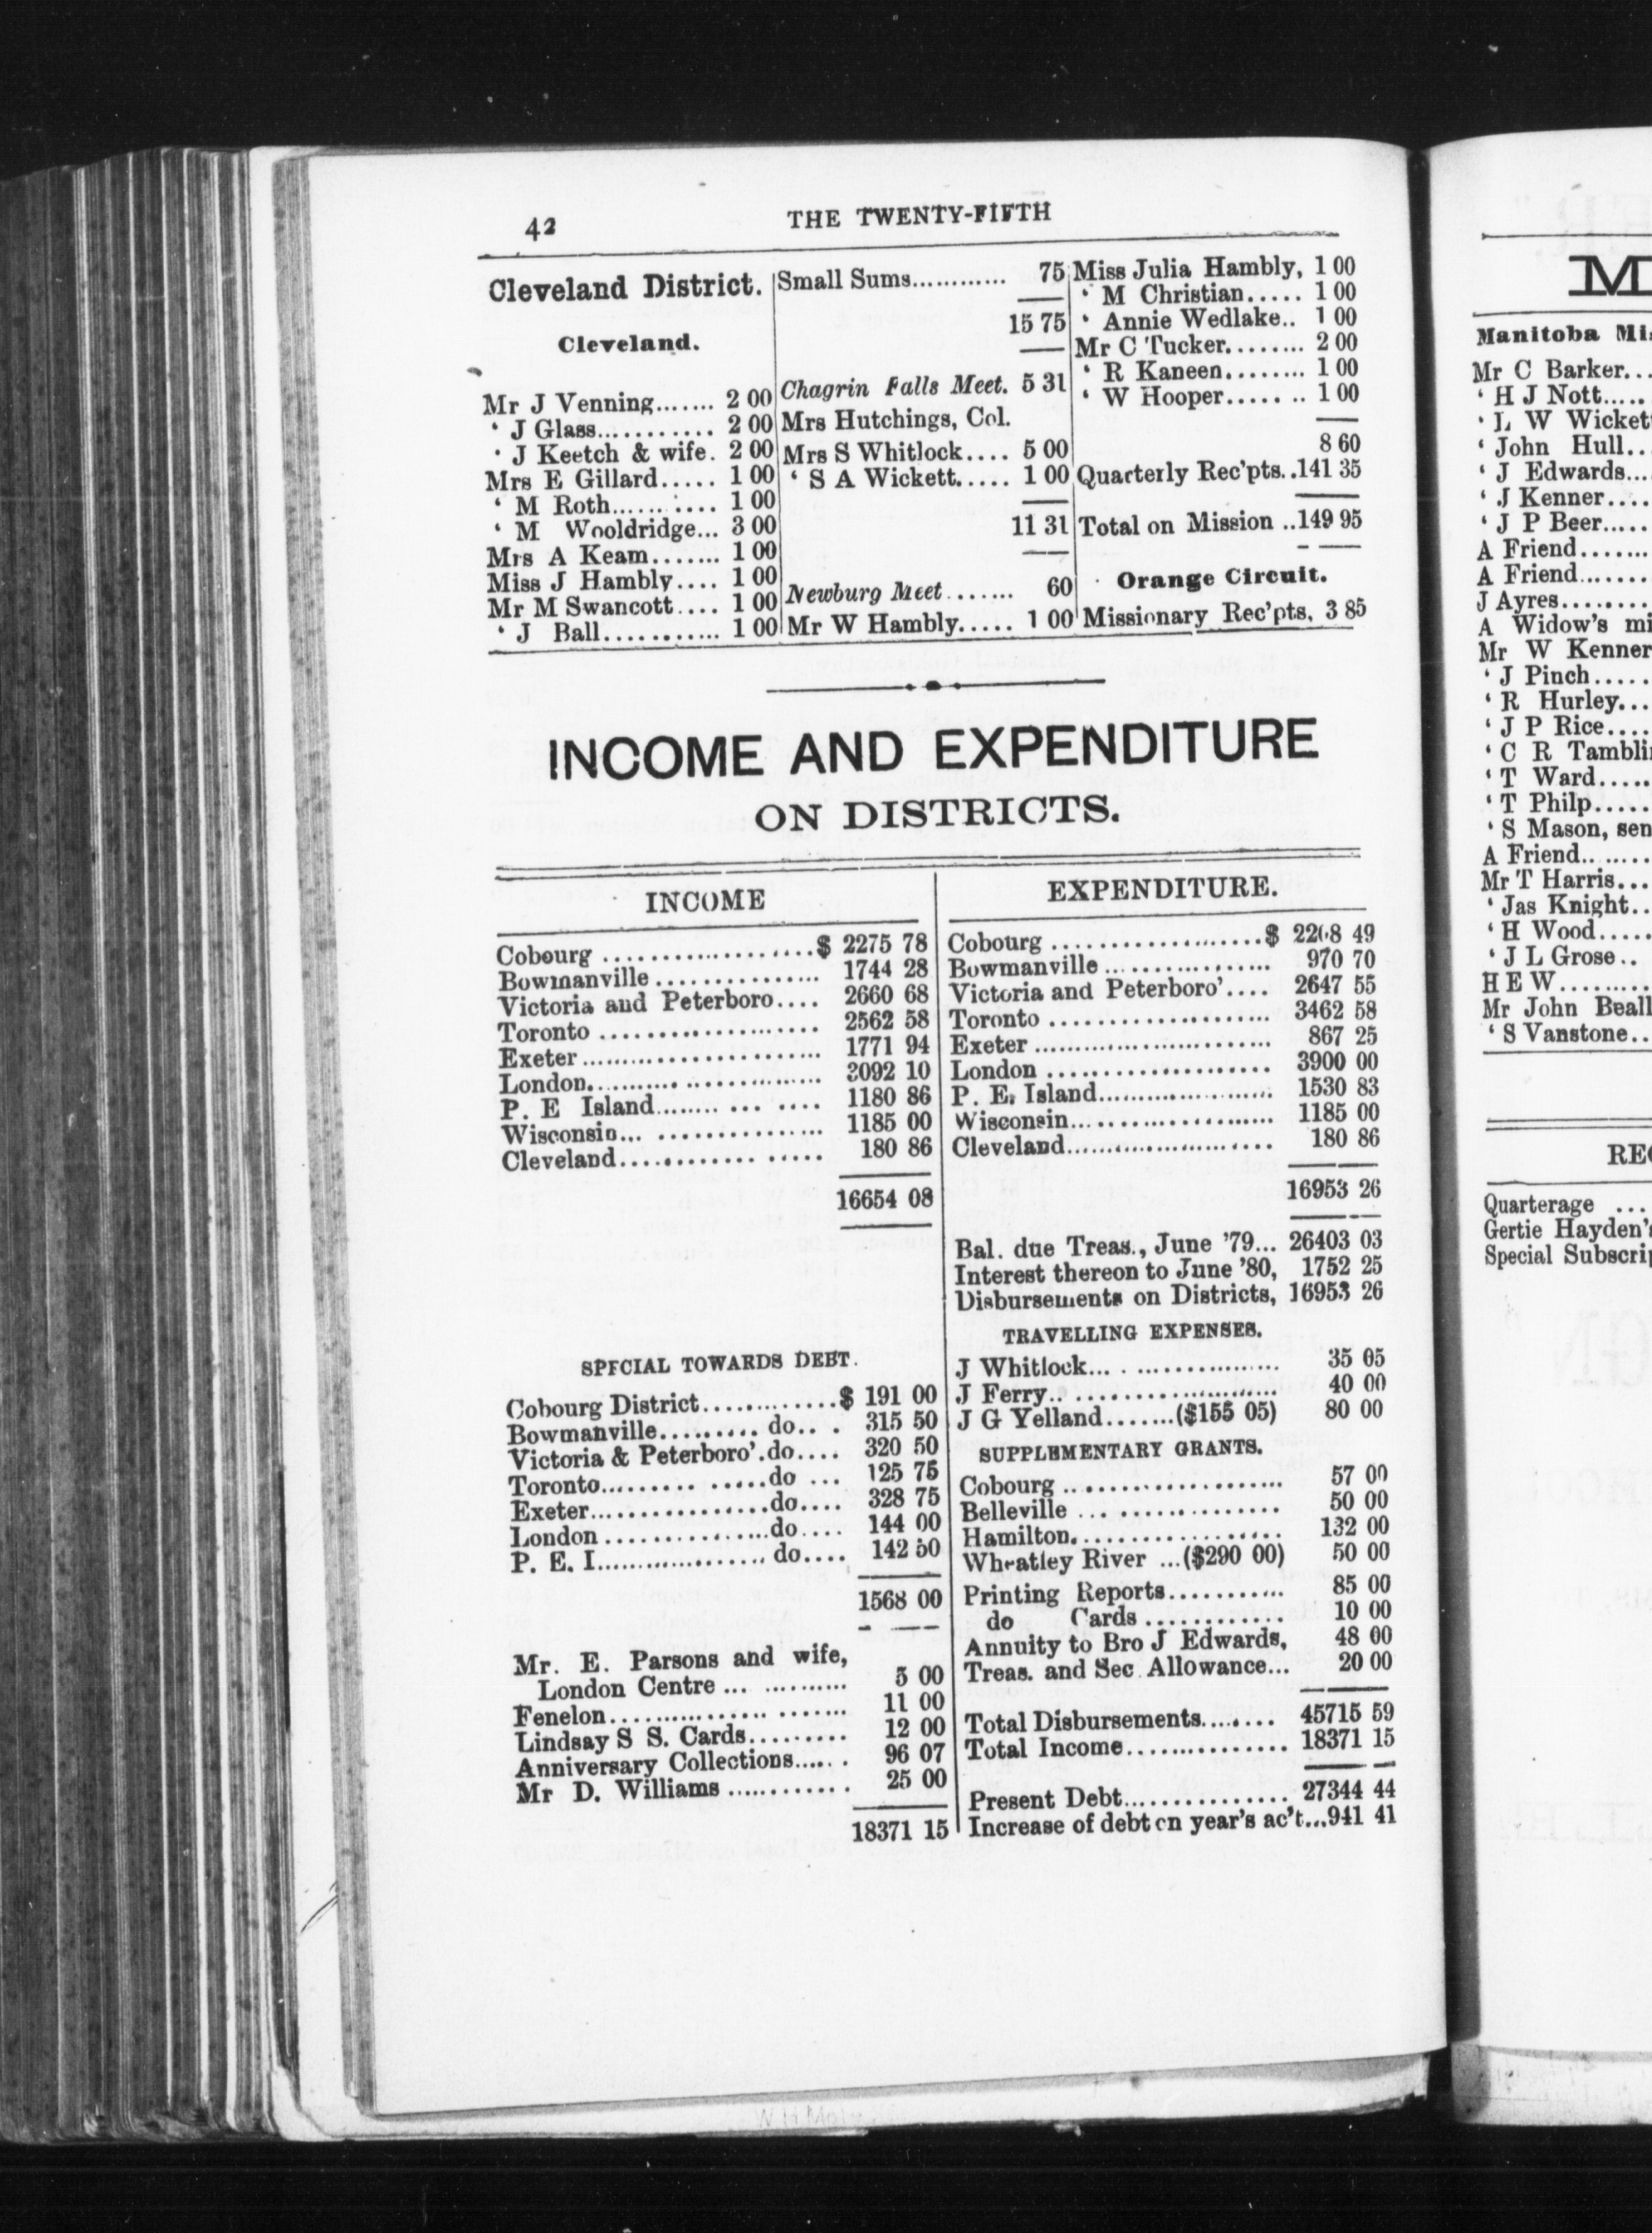 42
THE TWENTY-FIFTH
Cleveland District.
Cleveland.
Mr J Venning....... 2 00
‘ J Glass........... 2 00
‘ J Keetch & wife. 2 00
Mrs E Gillard..... 1 00
‘ M Roth........... 1 00
‘ M Wooldridge... 3 00
Mrs A Keam....... 1 00
Miss J Hambly.... 1 00
Mr M Swancott.... 1 00
‘ J Ball........... 1 00
Small Sums........... 75
15 75
Chagrin Falls Meet. 5 31
Mrs Hutchings, Col.
Mrs S Whitlock.... 5 00
‘ S A Wickett..... 1 00
11 31
Newburg Meet....... 60
Mr W Hambly..... 1 00
Miss Julia Hambly, 1 00
‘ M Christian..... 1 00
‘ Annie Wedlake.. 1 00
Mr C Tucker........ 2 00
‘ R Kaneen........ 1 00
‘ W Hooper....... 1 00
8 60
Quarterly Rec'pts..141 35
Total on Mission ..149 95
Orange Circuit.
Missionary Rec'pts, 3 85
INCOME AND EXPENDITURE
ON DISTRICTS.
INCOME
Cobourg ....................$ 2275 78
Bowmanville ............... 1744 28
Victoria and Peterboro.... 2660 68
Toronto .................... 2562 58
Exeter ....................... 1771 94
London....................... 3092 10
P. E Island........ ... .... 1180 86
Wisconsin... ............... 1185 00
Cleveland............ ..... 180 86
16654 08
SPECIAL TOWARDS DEBT.
Cobourg District.............$ 191 00
Bowmanville......... do.. . 315 50
Victoria & Peterboro'.do.... 320 50
Toronto......... ......do ... 125 75
Exeter................do.... 328 75
London................do.... 144 00
P. E. I................. do.... 142 50
1568 00
Mr. E. Parsons and wife,
London Centre ... .......... 5 00
Fenelon................ ....... 11 00
Lindsay S S. Cards......... 12 00
Anniversary Collections...... . 96 07
Mr D. Williams ............ 25 00
18371 15
EXPENDITURE.
Cobourg ....................$ 2208 49
Bowmanville ................ 970 70
Victoria and Peterboro'.... 2647 55
Toronto ..................... 3462 58
Exeter ....................... 867 25
London ..................... 3900 00
P. E. Island.................. 1530 83
Wisconsin.................... 1185 00
Cleveland..................... 180 86
16953 26
Bal. due Treas., June '79... 26403 03
Interest thereon to June '80, 1752 25
Disbursements on Districts, 16953 26
TRAVELLING EXPENSES.
J Whitlock... . ............... 35 05
J Ferry.. ..................... 40 00
J G Yelland.......($155 05) 80 00
SUPPLEMENTARY GRANTS.
Cobourg ...................... 57 00
Belleville ... ................. 50 00
Hamilton..................... 132 00
Wheatley River ...($290 00) 50 00
Printing Reports........... 85 00
do Cards ............. 10 00
Annuity to Bro J Edwards, 48 00
Treas. and Sec. Allowance... 20 00
Total Disbursements........ 45715 59
Total Income............... 18371 15
Present Debt............... 27344 44
Increase of debt on year's ac't...941 41
M
Manitoba Mi
Mr C Barker...
‘ H J Nott.....
‘ L W Wicket
‘ John Hull..
‘ J Edwards...
‘ J Kenner....
‘ J P Beer.....
A Friend.......
A Friend.......
J Ayres.........
A Widow's mi
Mr W Kenner
‘ J Pinch.....
‘ R Hurley...
‘ J P Rice....
‘ C R Tambli
‘ T Ward.....
‘ T Philp.....
‘ S Mason, sen
A Friend.......
Mr T Harris...
‘ Jas Knight..
‘ H Wood.....
‘ J L Grose..
H E W.........
Mr John Beall
‘ S Vanstone..
REC
Quarterage ...
Gertie Hayden's
Special Subscrip